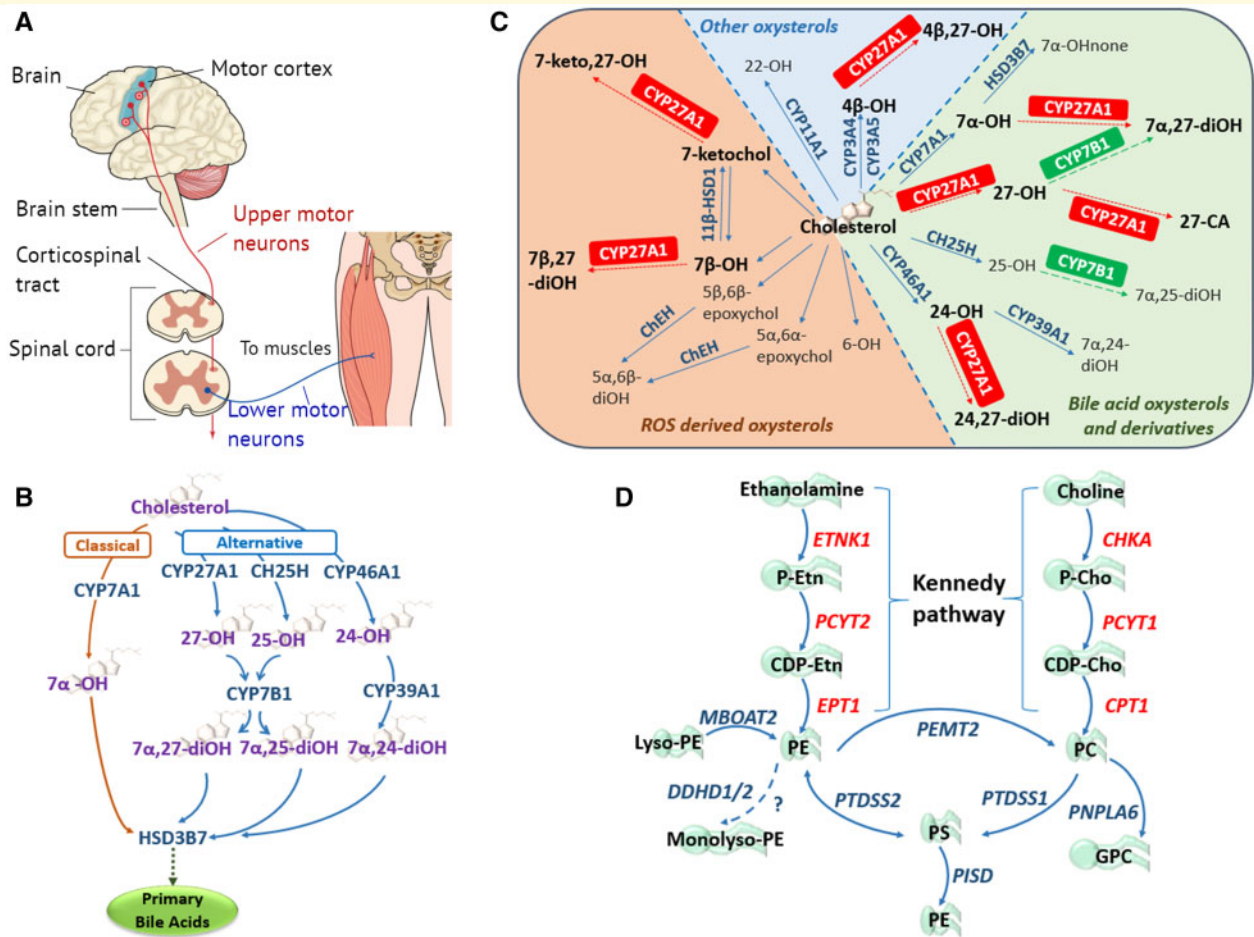 A
Brain
Motor cortex
Brain stem
Upper motor
neurons
Corticospinal
tract
Spinal cord
To muscles
Lower motor
neurons
B
Cholesterol
Classical
Alternative
CYP7A1
CYP27A1
CH25H
CYP46A1
27-OH
25-OH
24-OH
7α -OH
CYP7B1
CYP39A1
7α,27-diOH
7α,25-diOH
7α,24-diOH
HSD3B7
Primary
Bile Acids
C
Other oxysterols
7-keto,27-OH
CYP27A1
22-OH
CYP11A1
4β,27-OH
CYP27A1
4β-OH
CYP3A4
CYP3A5
HSD3B7
7α-OHnone
CYP7A1
7α-OH
CYP27A1
7α,27-diOH
CYP7B1
7-ketochol
11β-HSD1
Cholesterol
CYP27A1
27-OH
CYP27A1
27-CA
7β,27
-diOH
CYP27A1
7β-OH
CH25H
25-OH
CYP7B1
7α,25-diOH
CYP46A1
24-OH
CYP39A1
7α,24-
diOH
CYP27A1
24,27-diOH
5β,6β-
epoxychol
ChEH
5α,6α-
epoxychol
ChEH
6-OH
5α,6β-
diOH
ROS derived oxysterols
Bile acid oxysterols
and derivatives
D
Ethanolamine
Choline
ETNK1
CHKA
P-Etn
P-Cho
Kennedy
pathway
PCYT2
PCYT1
CDP-Etn
CDP-Cho
EPT1
CPT1
MBOAT2
Lyso-PE
PE
PEMT2
PC
DDHD1/2
?
Monolyso-PE
PTDSS2
PTDSS1
PNPLA6
PS
GPC
PISD
PE